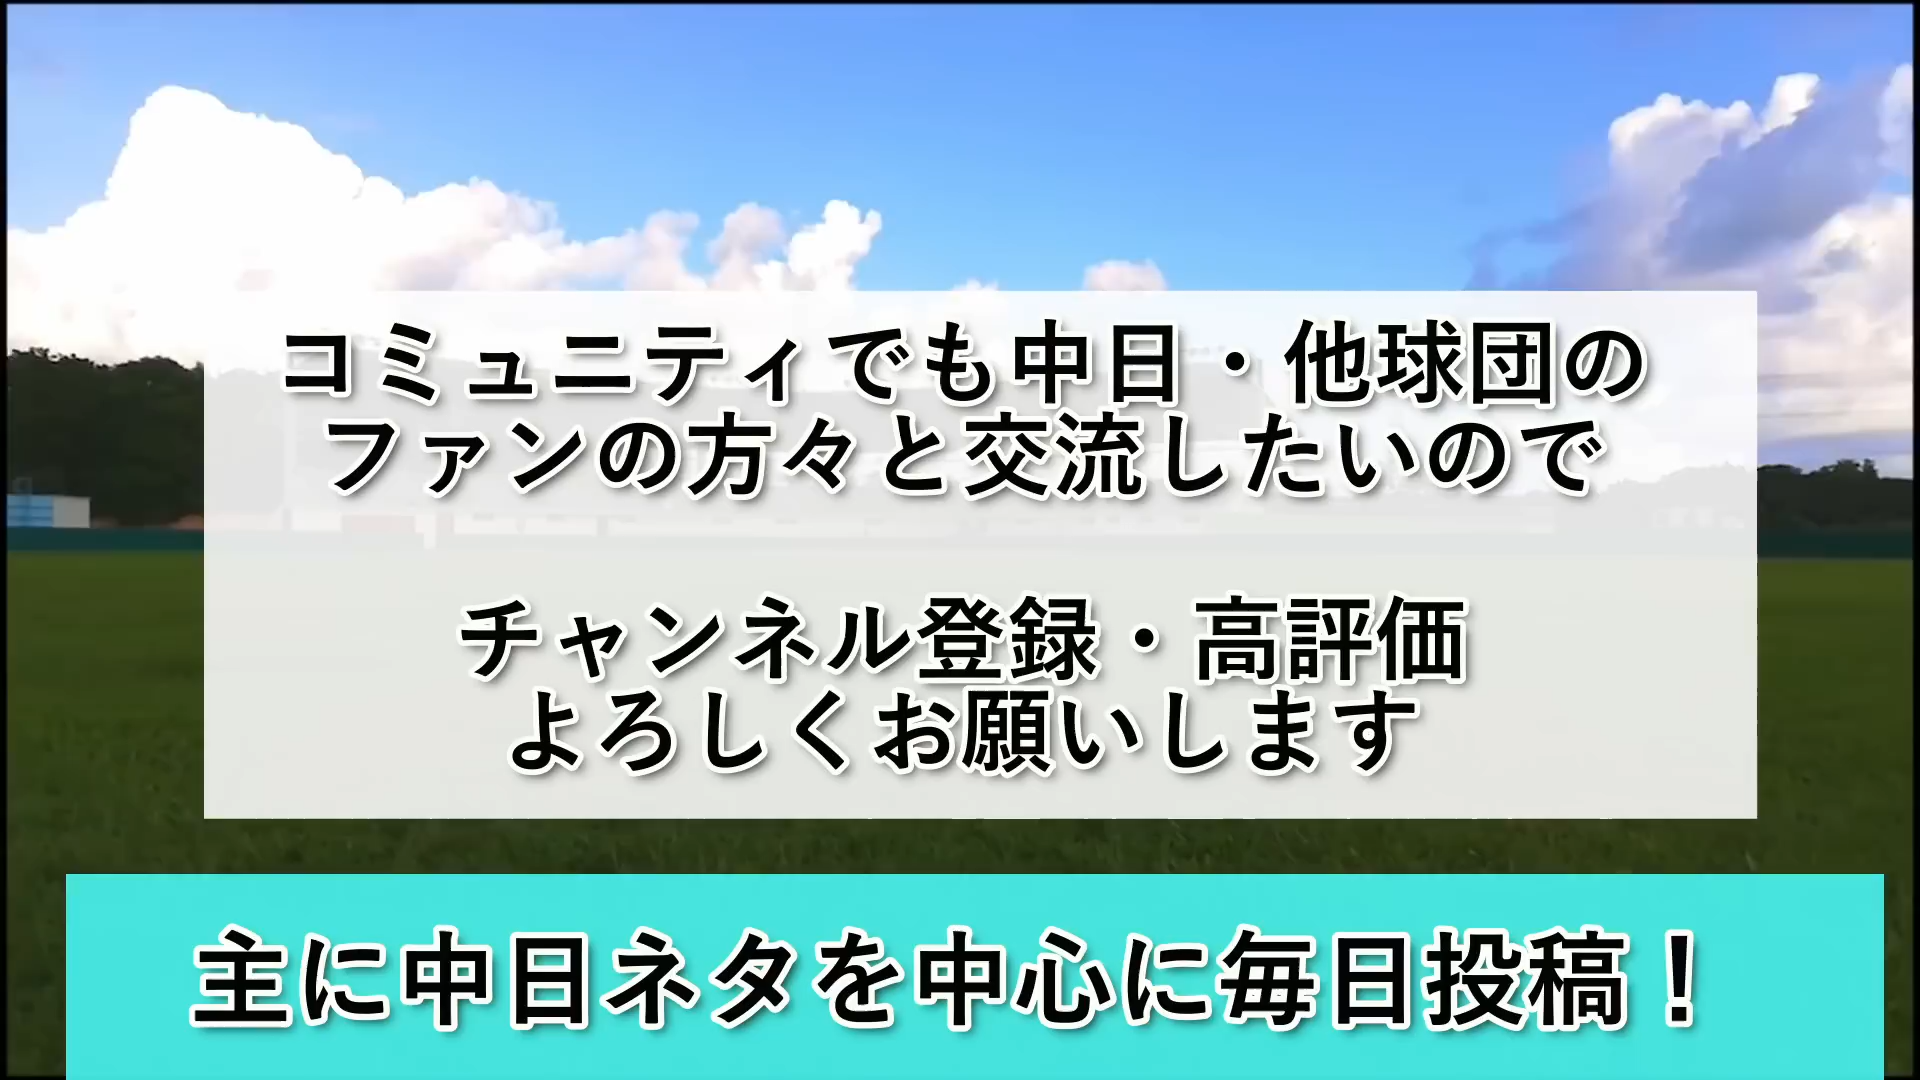 コミュニティでも中日・他球団の
ファンの方々と交流したいので
チャンネル登録・高評価
よろしくお願いします
主に中日ネタを中心に毎日投稿！